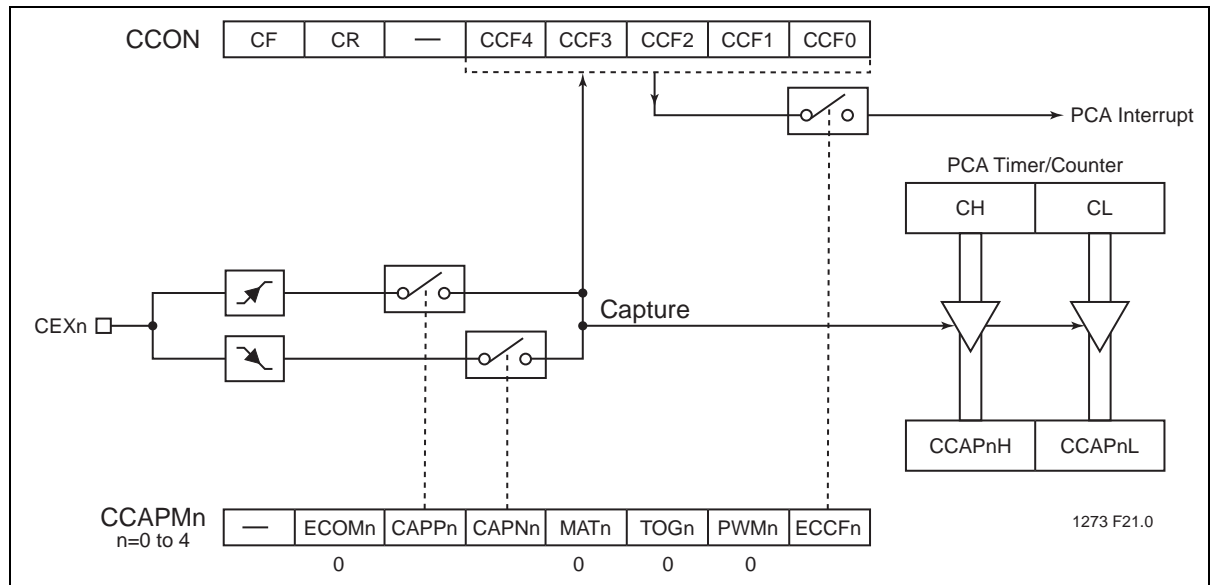 CCON CF CR — CCF4 CCF3 CCF2 CCF1 CCF0
PCA Interrupt
PCA Timer/Counter
CH CL
Capture
CEXn
CCAPnH CCAPnL
CCAPMn — ECOMn CAPPn CAPNn MATn TOGn PWMn ECCFn
n=0 to 4
0 0 0 0
1273 F21.0